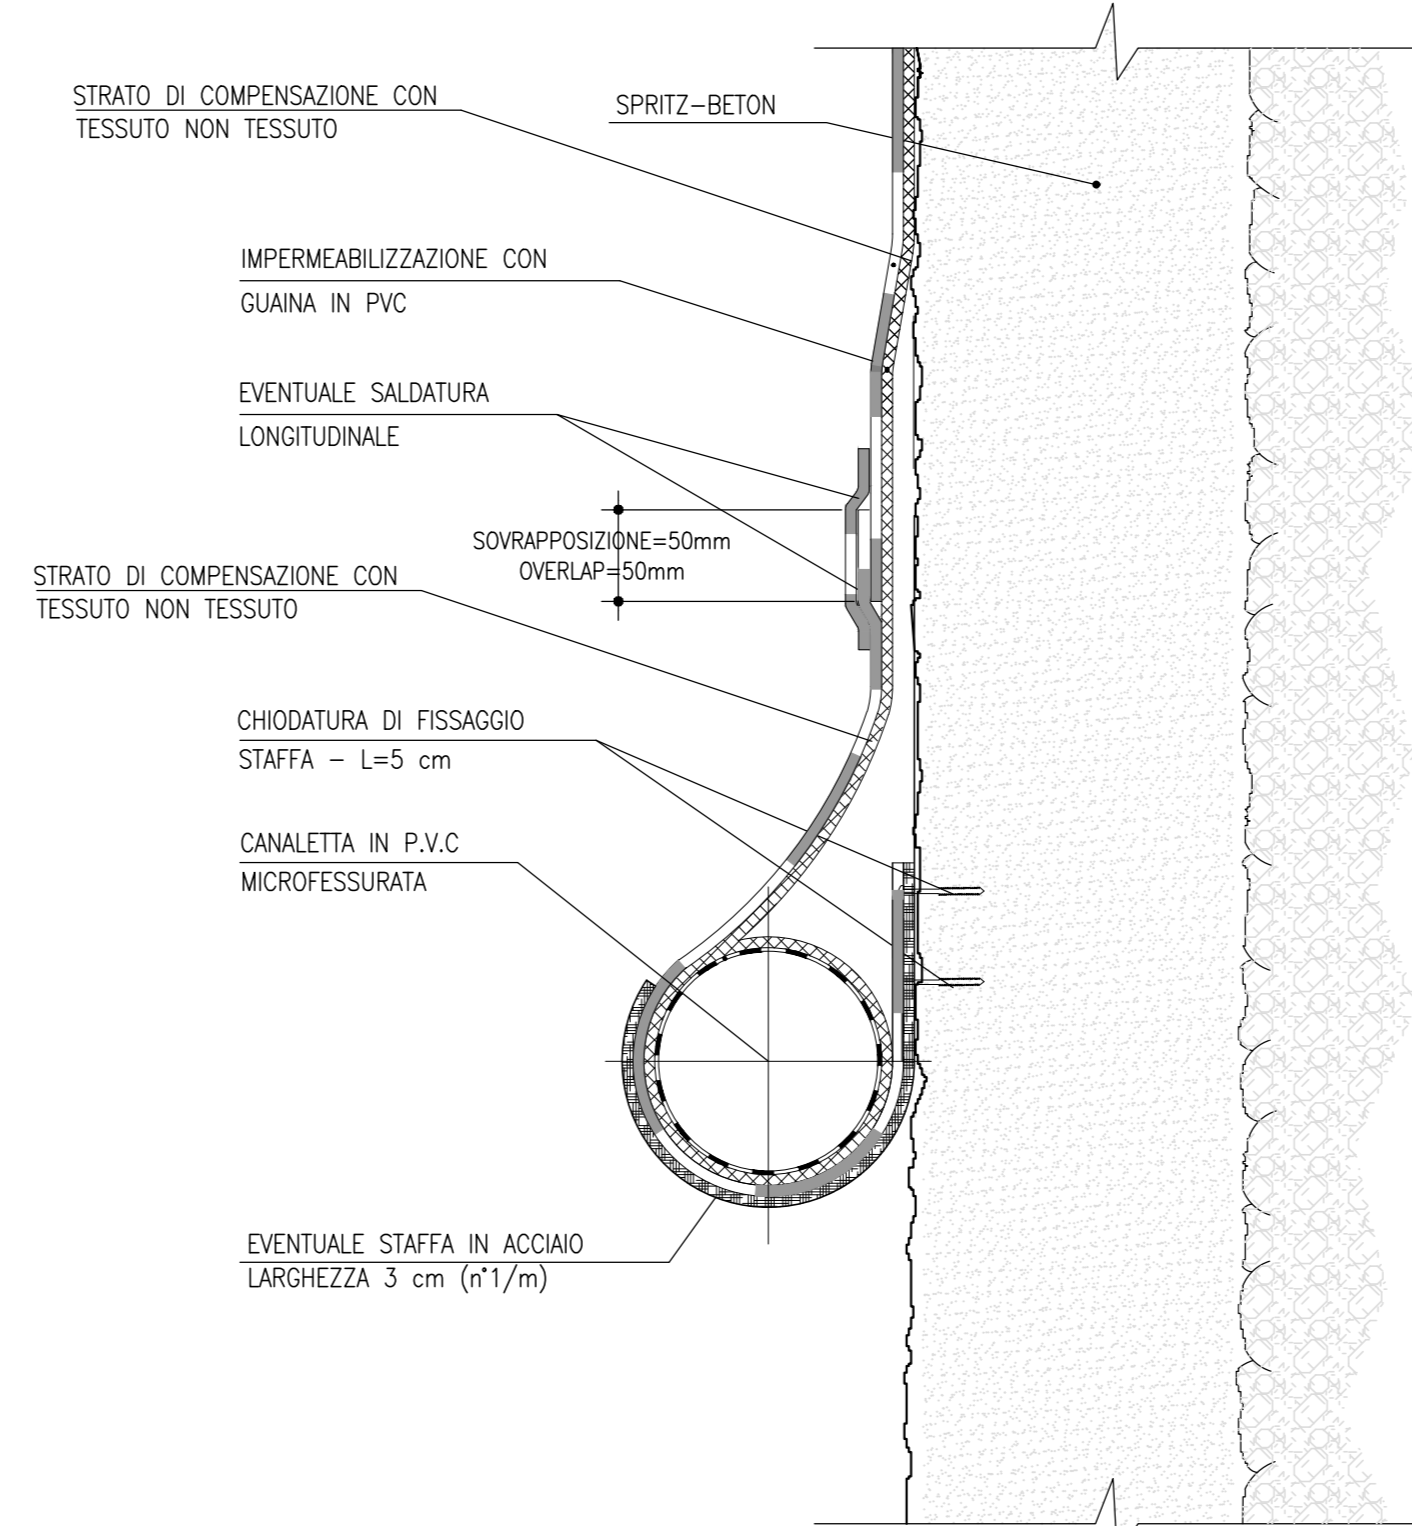 STRATO DI COMPENSAZIONE CON
TESSUTO NON TESSUTO
SPRITZ-BETON
IMPERMEABILIZZAZIONE CON
GUAINA IN PVC
EVENTUALE SALDATURA
LONGITUDINALE
SOVRAPPOSIZIONE=50mm
OVERLAP=50mm
STRATO DI COMPENSAZIONE CON
TESSUTO NON TESSUTO
CHIODATURA DI FISSAGGIO
STAFFA - L=5 cm
CANALETTA IN P.V.C
MICROFESSURATA
EVENTUALE STAFFA IN ACCIAIO
LARGHEZZA 3 cm (n°1/m)